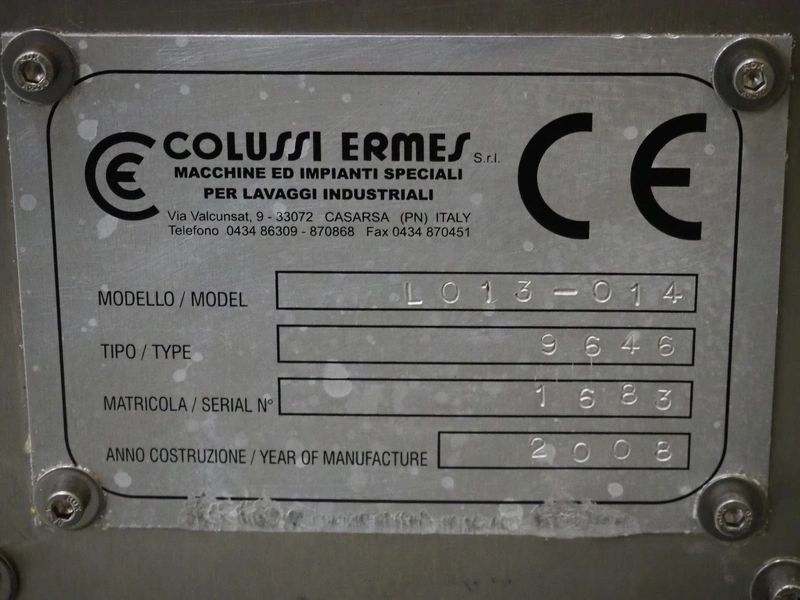 COLUSSI ERMES S.r.l.
MACCHINE ED IMPIANTI SPECIALI
PER LAVAGGI INDUSTRIALI
Via Valcunsat, 9 - 33072 CASARSA (PN) ITALY
Telefono 0434 86309 - 870868 Fax 0434 870451
CE
MODELLO / MODEL L013-014
TIPO / TYPE 9646
MATRICOLA / SERIAL N° 1683
ANNO COSTRUZIONE / YEAR OF MANUFACTURE 2008